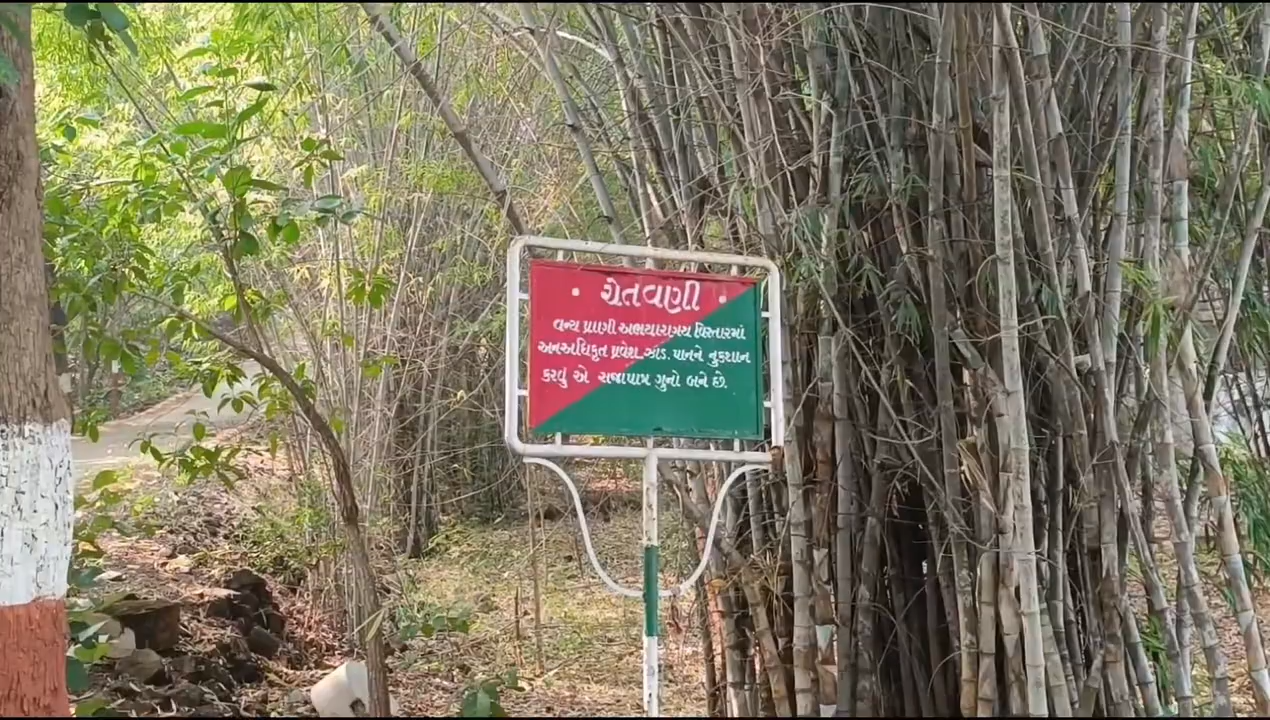 • ચેતવણી •
વન્ય પ્રાણી અભયારણ્ય વિસ્તારમાં
અનઅધિકૃત પ્રવેશ ઝાડ. પાનને નુકશાન
કરવું એ સજાપાત્ર ગુનો બને છે.